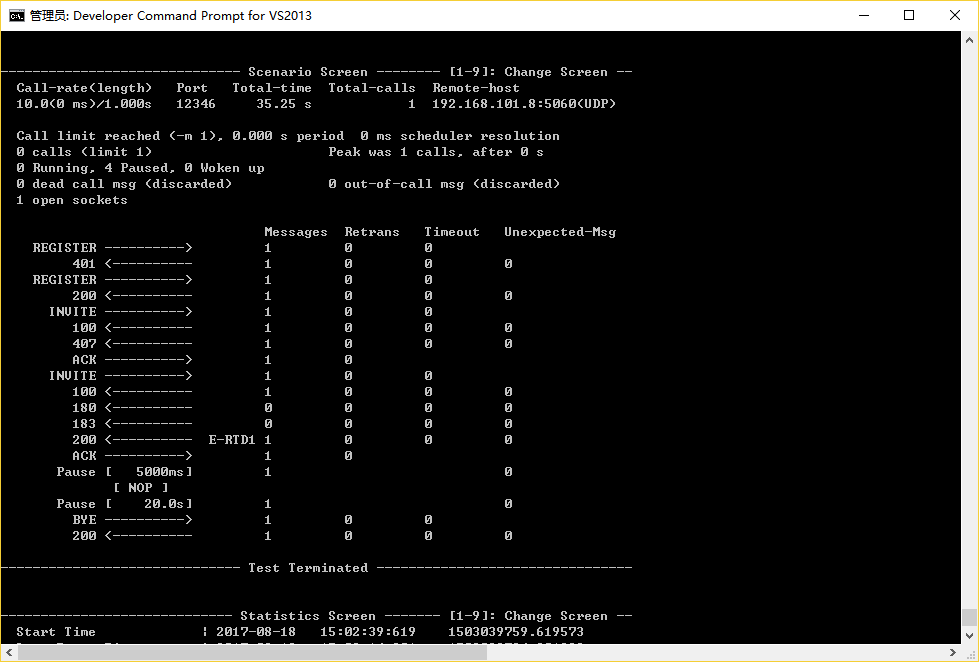 管理员: Developer Command Prompt for VS2013
------------------------------ Scenario Screen -------- [1-9]: Change Screen --
Call-rate(length)   Port   Total-time  Total-calls  Remote-host
10.0(0 ms)/1.000s   12346     35.25 s            1  192.168.101.8:5060(UDP)
Call limit reached (-m 1), 0.000 s period  0 ms scheduler resolution
0 calls (limit 1)                      Peak was 1 calls, after 0 s
0 Running, 4 Paused, 0 Woken up
0 dead call msg (discarded)            0 out-of-call msg (discarded)
1 open sockets
Messages  Retrans   Timeout   Unexpected-Msg
REGISTER ---------->         1         0         0
401 <----------         1         0         0         0
REGISTER ---------->         1         0         0
200 <----------         1         0         0         0
INVITE ---------->         1         0         0
100 <----------         1         0         0         0
407 <----------         1         0         0         0
ACK ---------->         1         0
INVITE ---------->         1         0         0
100 <----------         1         0         0         0
180 <----------         0         0         0         0
183 <----------         0         0         0         0
200 <----------  E-RTD1 1         0         0         0
ACK ---------->         1         0
Pause [   5000ms]         1                             0
[ NOP ]
Pause [    20.0s]         1                             0
BYE ---------->         1         0         0
200 <----------         1         0         0         0
------------------------------ Test Terminated --------------------------------
----------------------------- Statistics Screen ------- [1-9]: Change Screen --
Start Time             | 2017-08-18   15:02:39:619    1503039759.619573